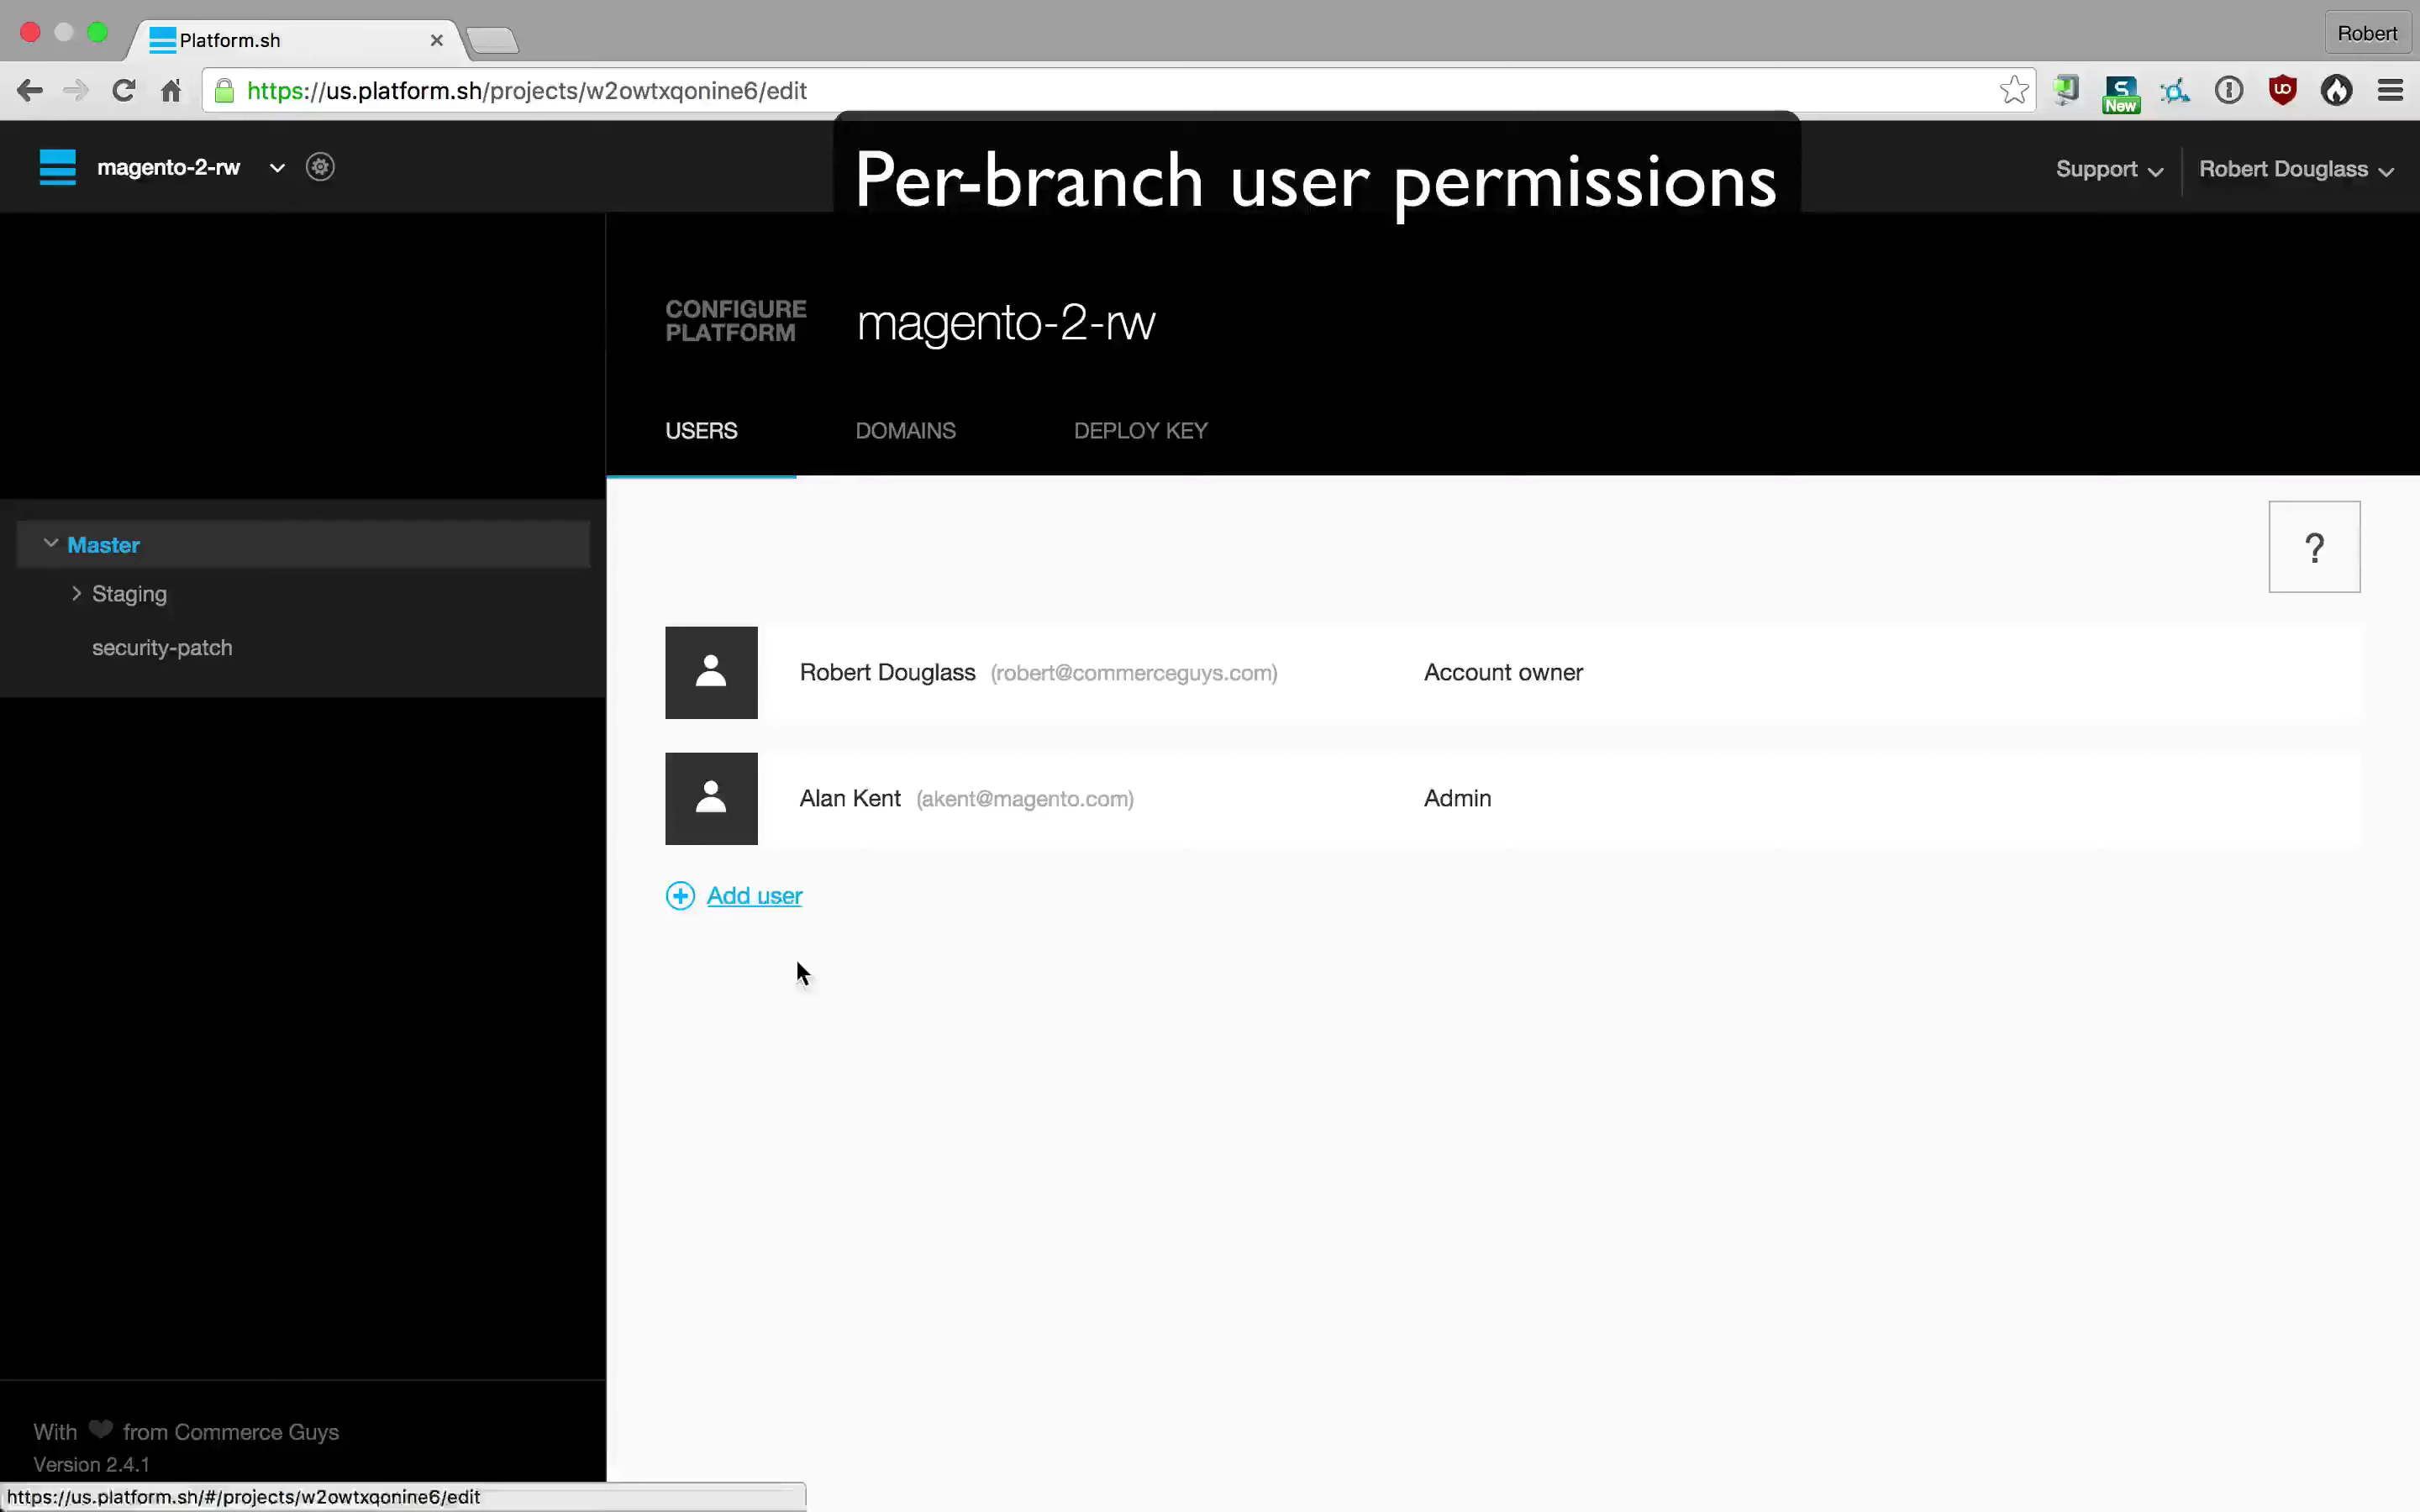 Platform.sh
Robert
https://us.platform.sh/projects/w2owtxqonine6/edit
New
magento-2-rw
Per-branch user permissions
Support
Robert Douglass
CONFIGURE
PLATFORM
magento-2-rw
USERS
DOMAINS
DEPLOY KEY
Master
Staging
security-patch
?
Robert Douglass (robert@commerceguys.com) Account owner
Alan Kent (akent@magento.com) Admin
Add user
With from Commerce Guys
Version 2.4.1
https://us.platform.sh/#/projects/w2owtxqonine6/edit